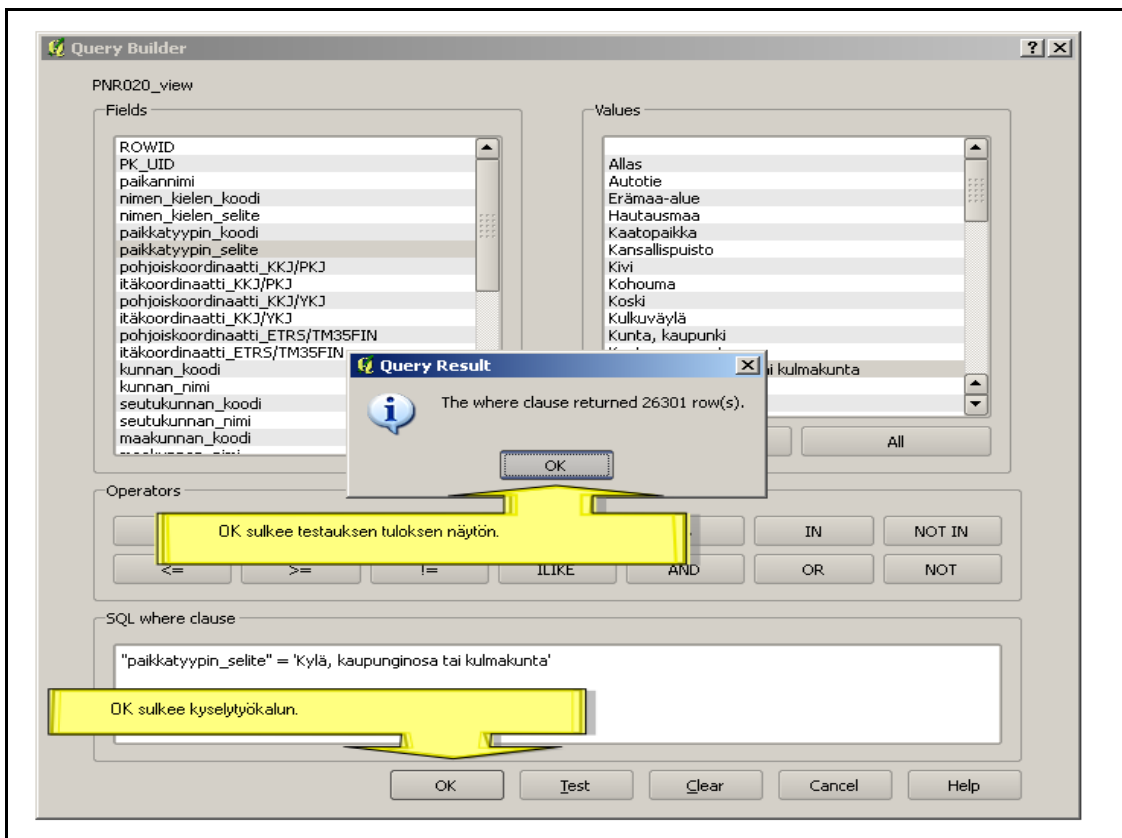 Query Builder
PNR020_view
Fields
ROWID
PK_UID
paikannimi
nimen_kielen_koodi
nimen_kielen_selite
paikkatyypin_koodi
paikkatyypin_selite
pohjoiskoordinaatti_KKJ/PKJ
itäkoordinaatti_KKJ/PKJ
pohjoiskoordinaatti_KKJ/YKJ
itäkoordinaatti_KKJ/YKJ
pohjoiskoordinaatti_ETRS/TM35FIN
itäkoordinaatti_ETRS/TM35FIN
kunnan_koodi
kunnan_nimi
seutukunnan_koodi
seutukunnan_nimi
maakunnan_koodi
Values
Allas
Autotie
Erämaa-alue
Hautausmaa
Kaatopaikka
Kansallispuisto
Kivi
Kohouma
Koski
Kulkuväylä
Kunta, kaupunki
kulmakunta
All
Query Result
The where clause returned 26301 row(s).
OK
Operators
OK sulkee testauksen tuloksen näytön.
IN
NOT IN
<=
>=
!=
ILIKE
AND
OR
NOT
SQL where clause
"paikkatyypin_selite" = 'Kylä, kaupunginosa tai kulmakunta'
OK sulkee kyselytyökalun.
OK
Test
Clear
Cancel
Help